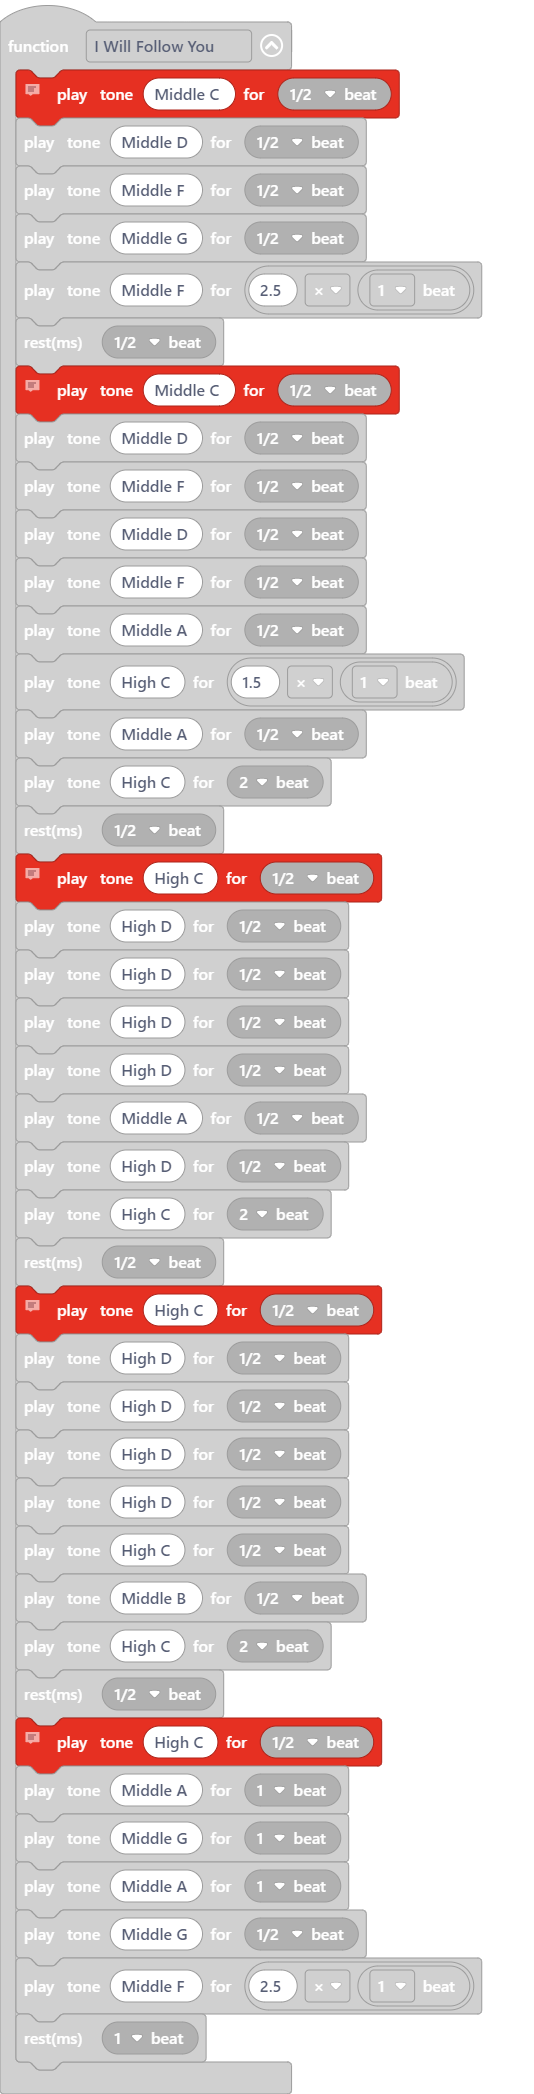 function I Will Follow You
play tone Middle C for 1/2 beat
play tone Middle D for 1/2 beat
play tone Middle F for 1/2 beat
play tone Middle G for 1/2 beat
play tone Middle F for 2.5 × 1 beat
rest(ms) 1/2 beat
play tone Middle C for 1/2 beat
play tone Middle D for 1/2 beat
play tone Middle F for 1/2 beat
play tone Middle D for 1/2 beat
play tone Middle F for 1/2 beat
play tone Middle A for 1/2 beat
play tone High C for 1.5 × 1 beat
play tone Middle A for 1/2 beat
play tone High C for 2 beat
rest(ms) 1/2 beat
play tone High C for 1/2 beat
play tone High D for 1/2 beat
play tone High D for 1/2 beat
play tone High D for 1/2 beat
play tone High D for 1/2 beat
play tone Middle A for 1/2 beat
play tone High D for 1/2 beat
play tone High C for 2 beat
rest(ms) 1/2 beat
play tone High C for 1/2 beat
play tone High D for 1/2 beat
play tone High D for 1/2 beat
play tone High D for 1/2 beat
play tone High D for 1/2 beat
play tone High C for 1/2 beat
play tone Middle B for 1/2 beat
play tone High C for 2 beat
rest(ms) 1/2 beat
play tone High C for 1/2 beat
play tone Middle A for 1 beat
play tone Middle G for 1 beat
play tone Middle A for 1 beat
play tone Middle G for 1/2 beat
play tone Middle F for 2.5 × 1 beat
rest(ms) 1 beat